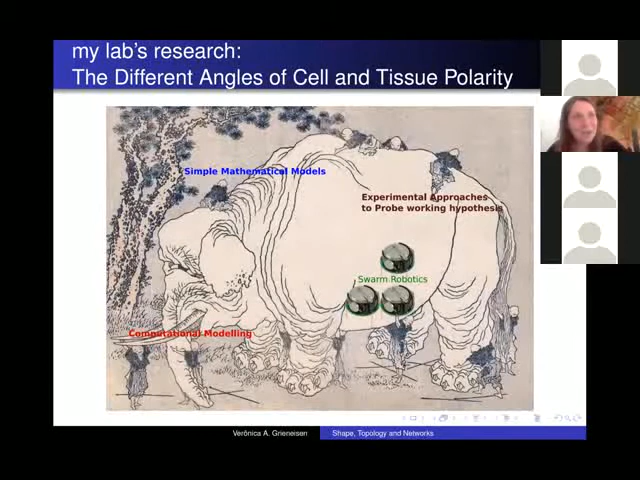 my lab's research:
The Different Angles of Cell and Tissue Polarity
Simple Mathematical Models
Experimental Approaches
to Probe working hypothesis
Swarm Robotics
Computational Modelling
Verônica A. Grieneisen
Shape, Topology and Networks